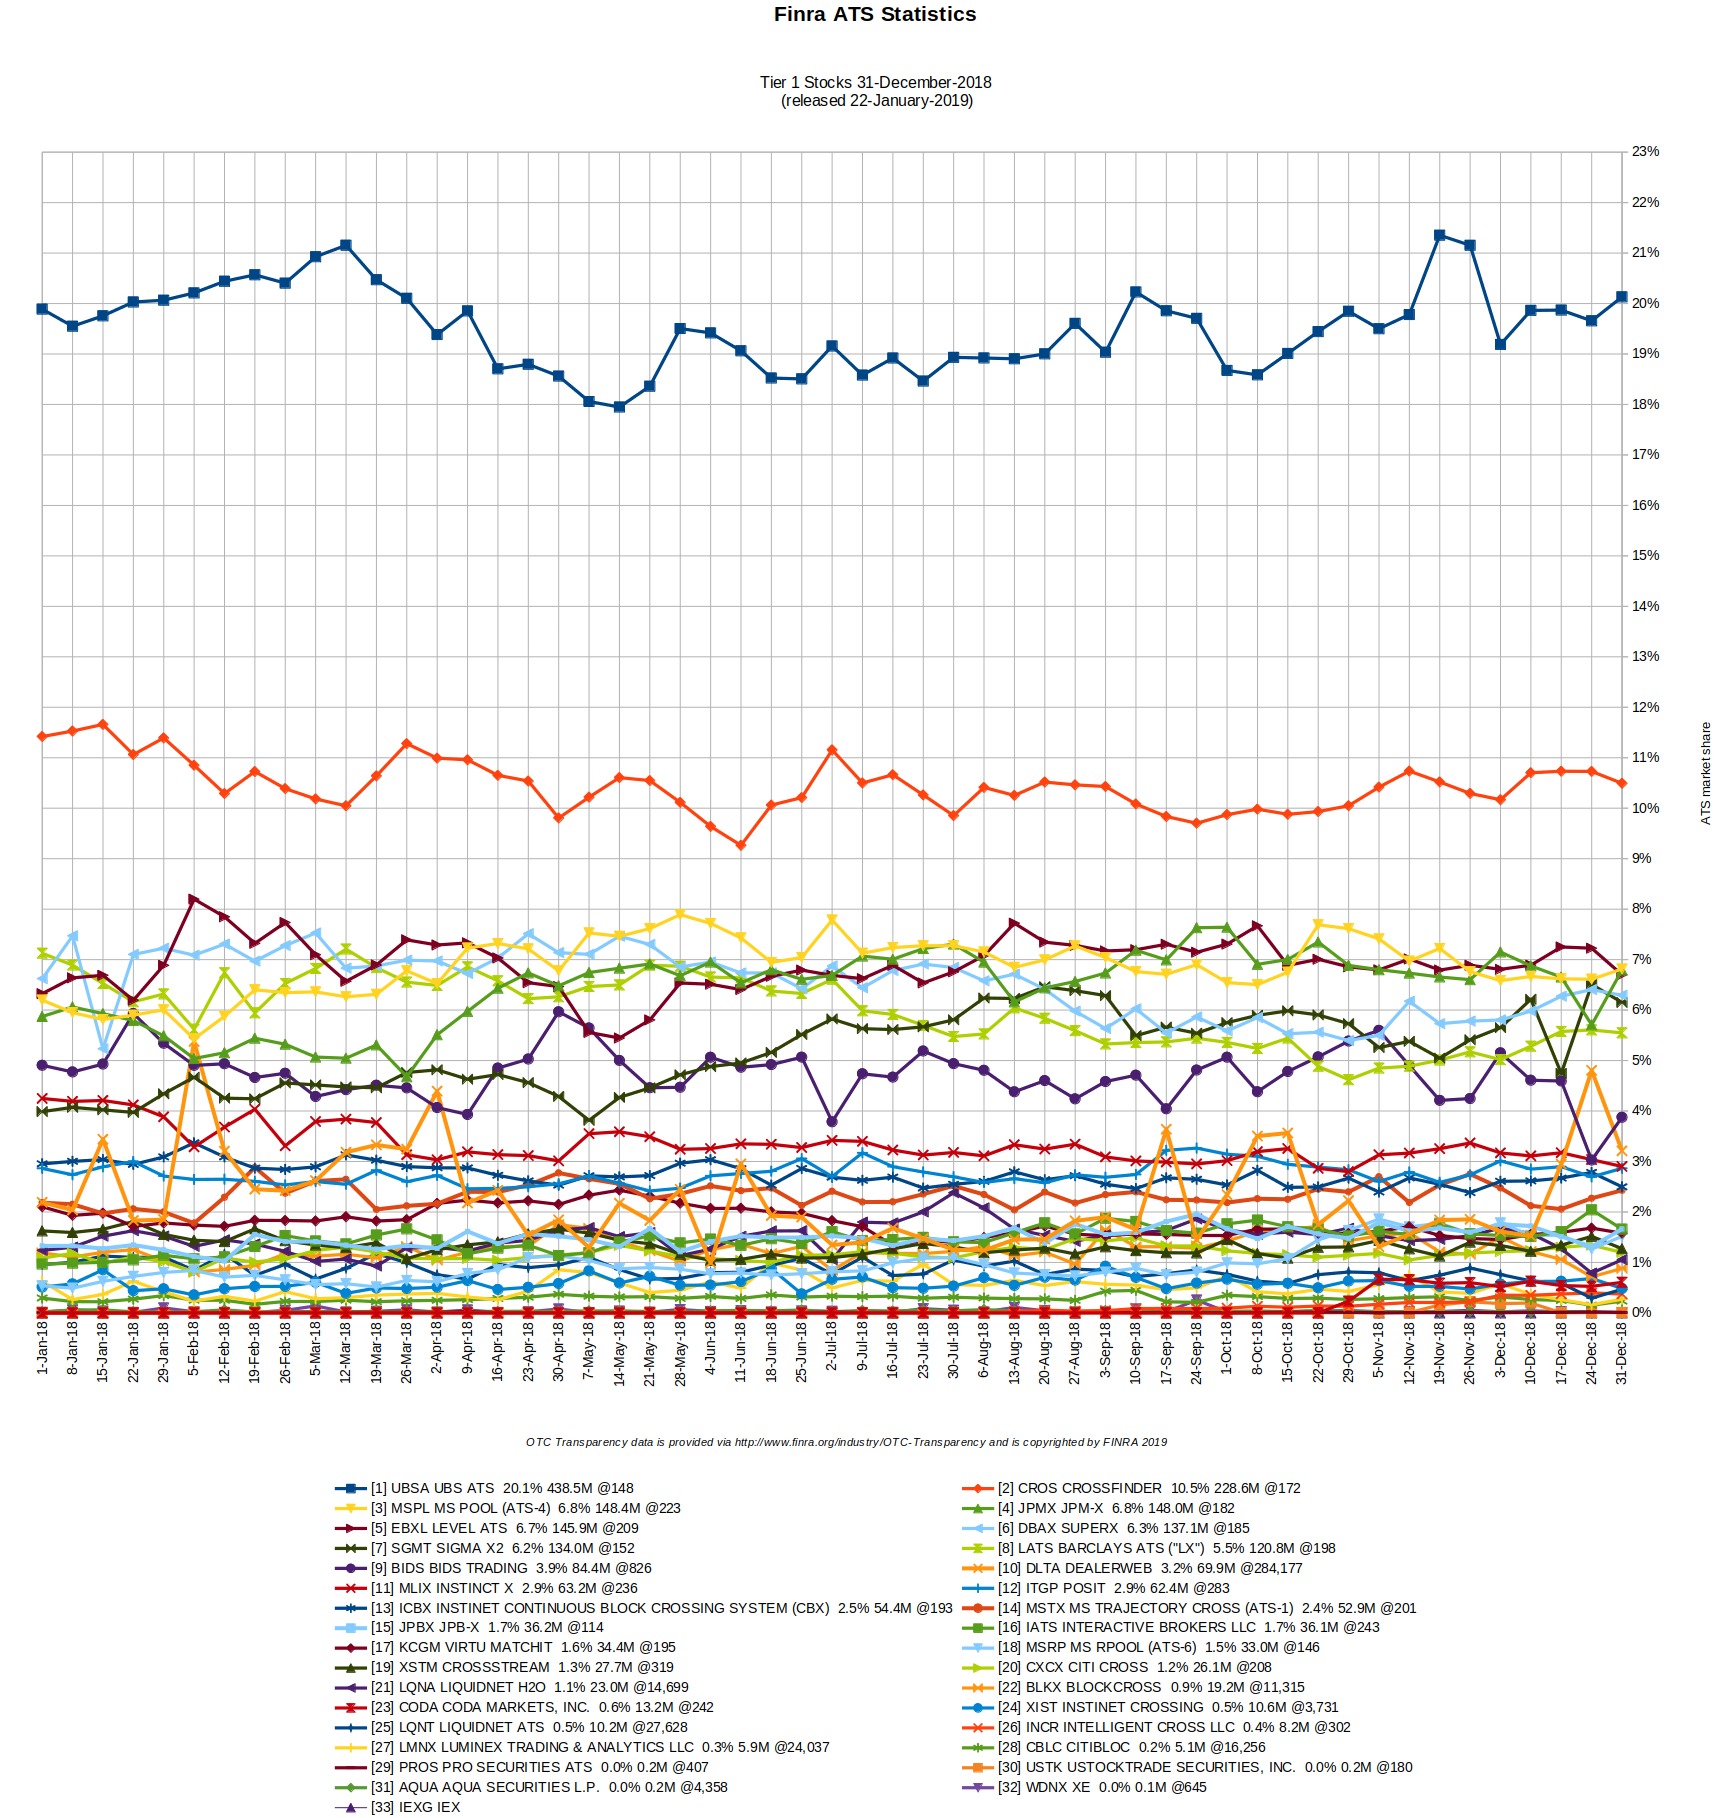 Finra ATS Statistics
Tier 1 Stocks 31-December-2018
(released 22-January-2019)
23%
22%
21%
20%
19%
18%
17%
16%
15%
14%
13%
12%
11%
10%
9%
8%
7%
6%
5%
4%
3%
2%
1%
0%
ATS market share
1-Jan-18
8-Jan-18
15-Jan-18
22-Jan-18
29-Jan-18
5-Feb-18
12-Feb-18
19-Feb-18
26-Feb-18
5-Mar-18
12-Mar-18
19-Mar-18
26-Mar-18
2-Apr-18
9-Apr-18
16-Apr-18
23-Apr-18
30-Apr-18
7-May-18
14-May-18
21-May-18
28-May-18
4-Jun-18
11-Jun-18
18-Jun-18
25-Jun-18
2-Jul-18
9-Jul-18
16-Jul-18
23-Jul-18
30-Jul-18
6-Aug-18
13-Aug-18
20-Aug-18
27-Aug-18
3-Sep-18
10-Sep-18
17-Sep-18
24-Sep-18
1-Oct-18
8-Oct-18
15-Oct-18
22-Oct-18
29-Oct-18
5-Nov-18
12-Nov-18
19-Nov-18
26-Nov-18
3-Dec-18
10-Dec-18
17-Dec-18
24-Dec-18
31-Dec-18
OTC Transparency data is provided via http://www.finra.org/industry/OTC-Transparency and is copyrighted by FINRA 2019
[1] UBSA UBS ATS 20.1% 438.5M @148
[2] CROS CROSSFINDER 10.5% 228.6M @172
[3] MSPL MS POOL (ATS-4) 6.8% 148.4M @223
[4] JPMX JPM-X 6.8% 148.0M @182
[5] EBXL LEVEL ATS 6.7% 145.9M @209
[6] DBAX SUPERX 6.3% 137.1M @185
[7] SGMT SIGMA X2 6.2% 134.0M @152
[8] LATS BARCLAYS ATS ("LX") 5.5% 120.8M @198
[9] BIDS BIDS TRADING 3.9% 84.4M @826
[10] DLTA DEALERWEB 3.2% 69.9M @284,177
[11] MLIX INSTINCT X 2.9% 63.2M @236
[12] ITGP POSIT 2.9% 62.4M @283
[13] ICBX INSTINET CONTINUOUS BLOCK CROSSING SYSTEM (CBX) 2.5% 54.4M @193
[14] MSTX MS TRAJECTORY CROSS (ATS-1) 2.4% 52.9M @201
[15] JPBX JPB-X 1.7% 36.2M @114
[16] IATS INTERACTIVE BROKERS LLC 1.7% 36.1M @243
[17] KCGM VIRTU MATCHIT 1.6% 34.4M @195
[18] MSRP MS RPOOL (ATS-6) 1.5% 33.0M @146
[19] XSTM CROSSSTREAM 1.3% 27.7M @319
[20] CXCX CITI CROSS 1.2% 26.1M @208
[21] LQNA LIQUIDNET H2O 1.1% 23.0M @14,699
[22] BLKX BLOCKCROSS 0.9% 19.2M @11,315
[23] CODA CODA MARKETS, INC. 0.6% 13.2M @242
[24] XIST INSTINET CROSSING 0.5% 10.6M @3,731
[25] LQNT LIQUIDNET ATS 0.5% 10.2M @27,628
[26] INCR INTELLIGENT CROSS LLC 0.4% 8.2M @302
[27] LMNX LUMINEX TRADING & ANALYTICS LLC 0.3% 5.9M @24,037
[28] CBLC CITIBLOC 0.2% 5.1M @16,256
[29] PROS PRO SECURITIES ATS 0.0% 0.2M @407
[30] USTK USTOCKTRADE SECURITIES, INC. 0.0% 0.2M @180
[31] AQUA AQUA SECURITIES L.P. 0.0% 0.2M @4,358
[32] WDNX XE 0.0% 0.1M @645
[33] IEXG IEX